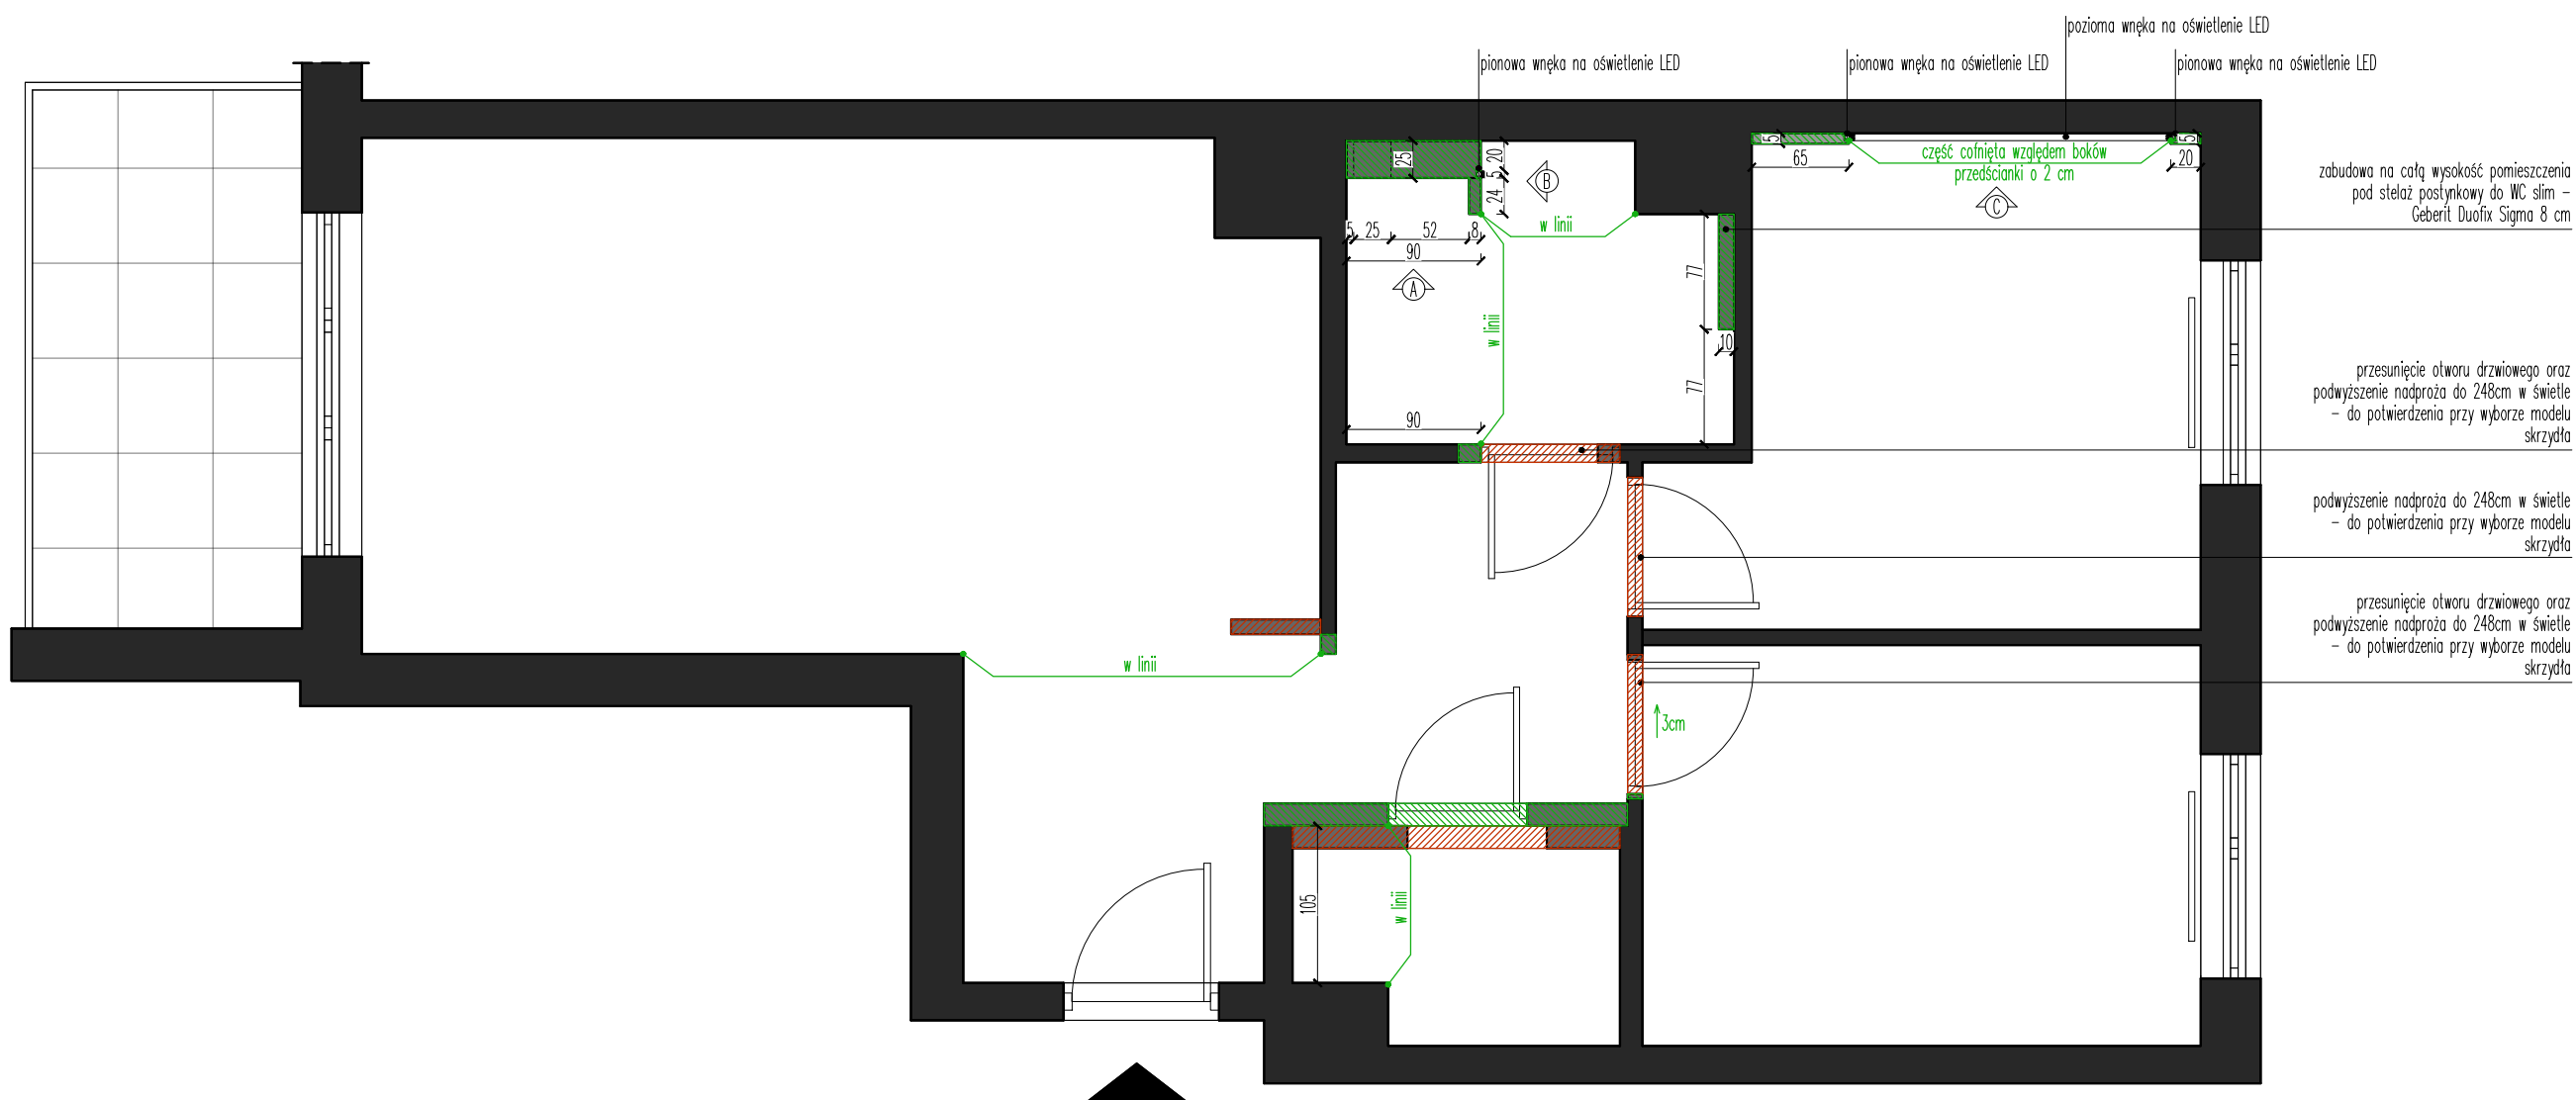 pozioma wnęka na oświetlenie LED
pionowa wnęka na oświetlenie LED
pionowa wnęka na oświetlenie LED
pionowa wnęka na oświetlenie LED
5
65
część cofnięta względem boków
przedścianki o 2 cm
C
5
20
zabudowa na całą wysokość pomieszczenia
pod stelaż postynkowy do WC slim –
Geberit Duofix Sigma 8 cm
25
20
5
24
B
w linii
5
25
52
8
90
A
w linii
77
10
77
90
przesunięcie otworu drzwiowego oraz
podwyższenie nadproża do 248cm w świetle
– do potwierdzenia przy wyborze modelu
skrzydła
podwyższenie nadproża do 248cm w świetle
– do potwierdzenia przy wyborze modelu
skrzydła
przesunięcie otworu drzwiowego oraz
podwyższenie nadproża do 248cm w świetle
– do potwierdzenia przy wyborze modelu
skrzydła
w linii
3cm
105
w linii